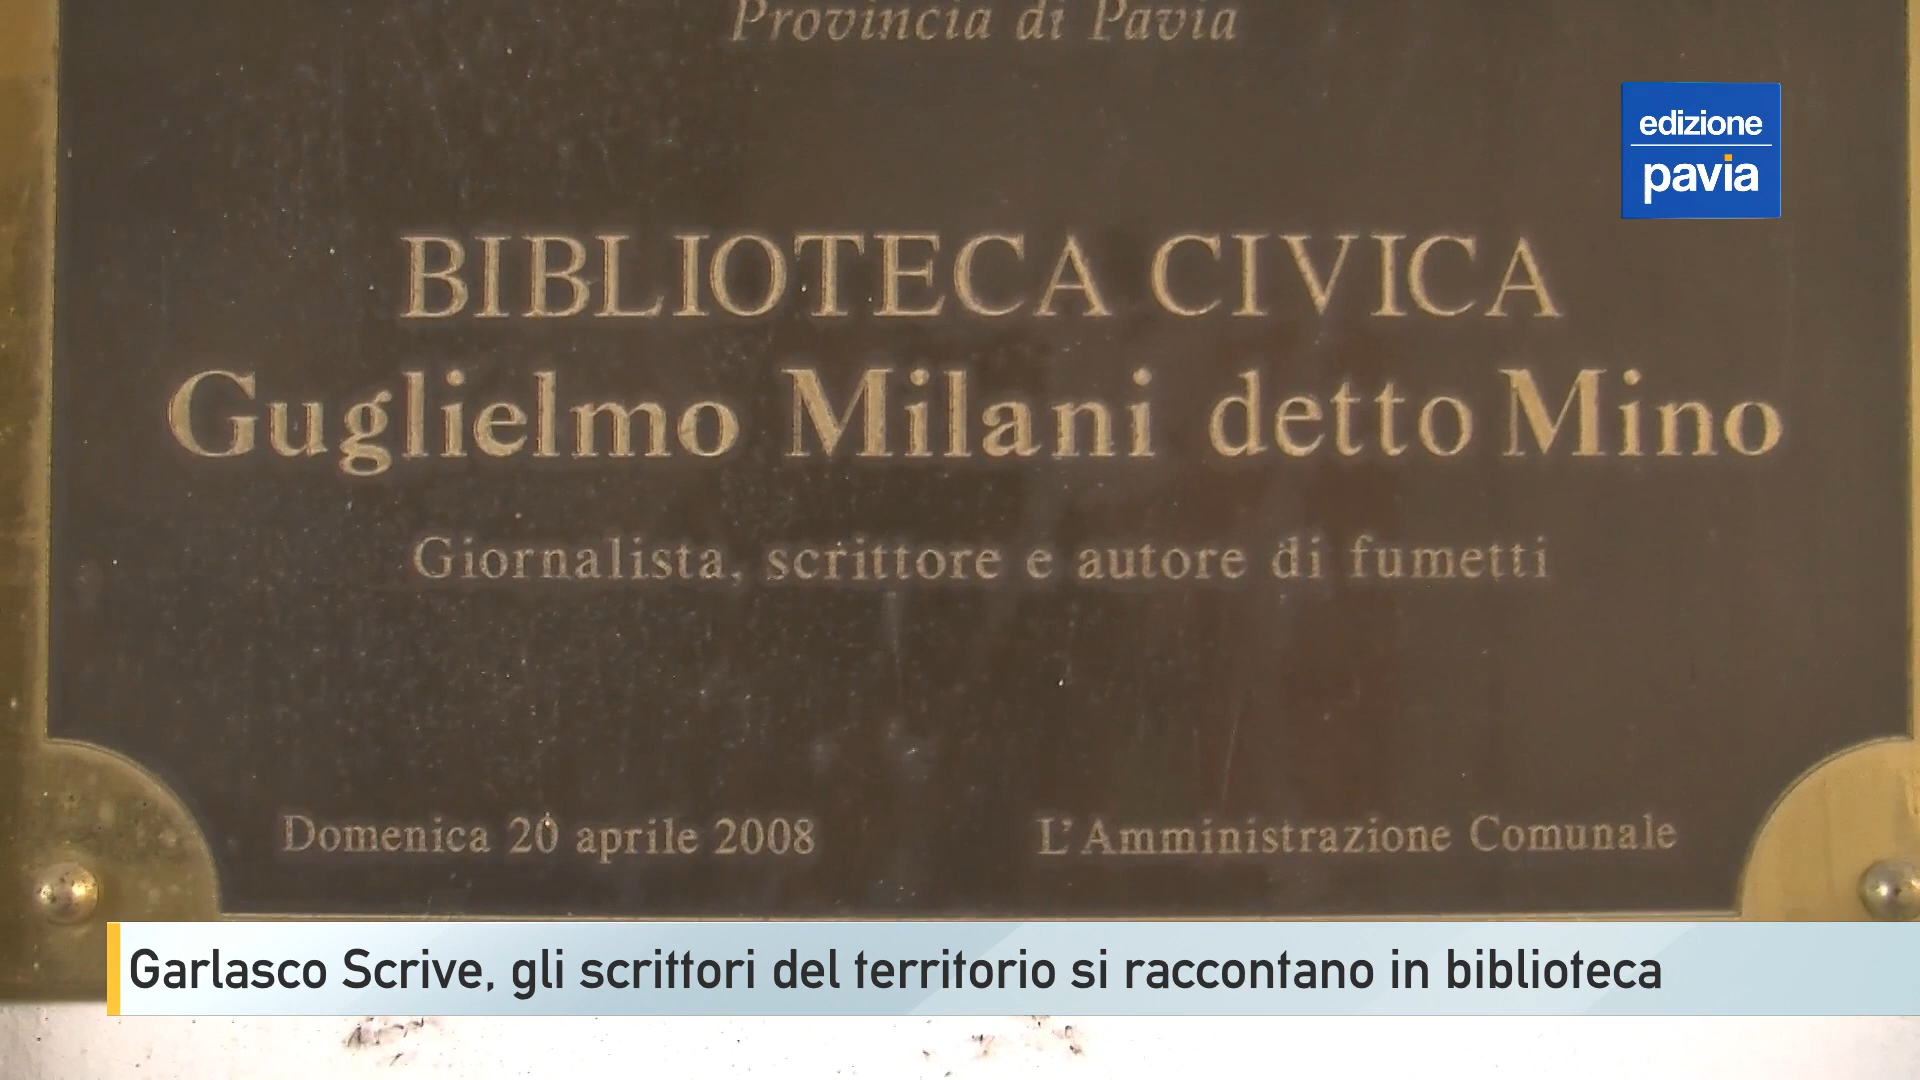 Provincia di Pavia
edizione
pavia
BIBLIOTECA CIVICA
Guglielmo Milani detto Mino
Giornalista, scrittore e autore di fumetti
Domenica 20 aprile 2008
L'Amministrazione Comunale
Garlasco Scrive, gli scrittori del territorio si raccontano in biblioteca